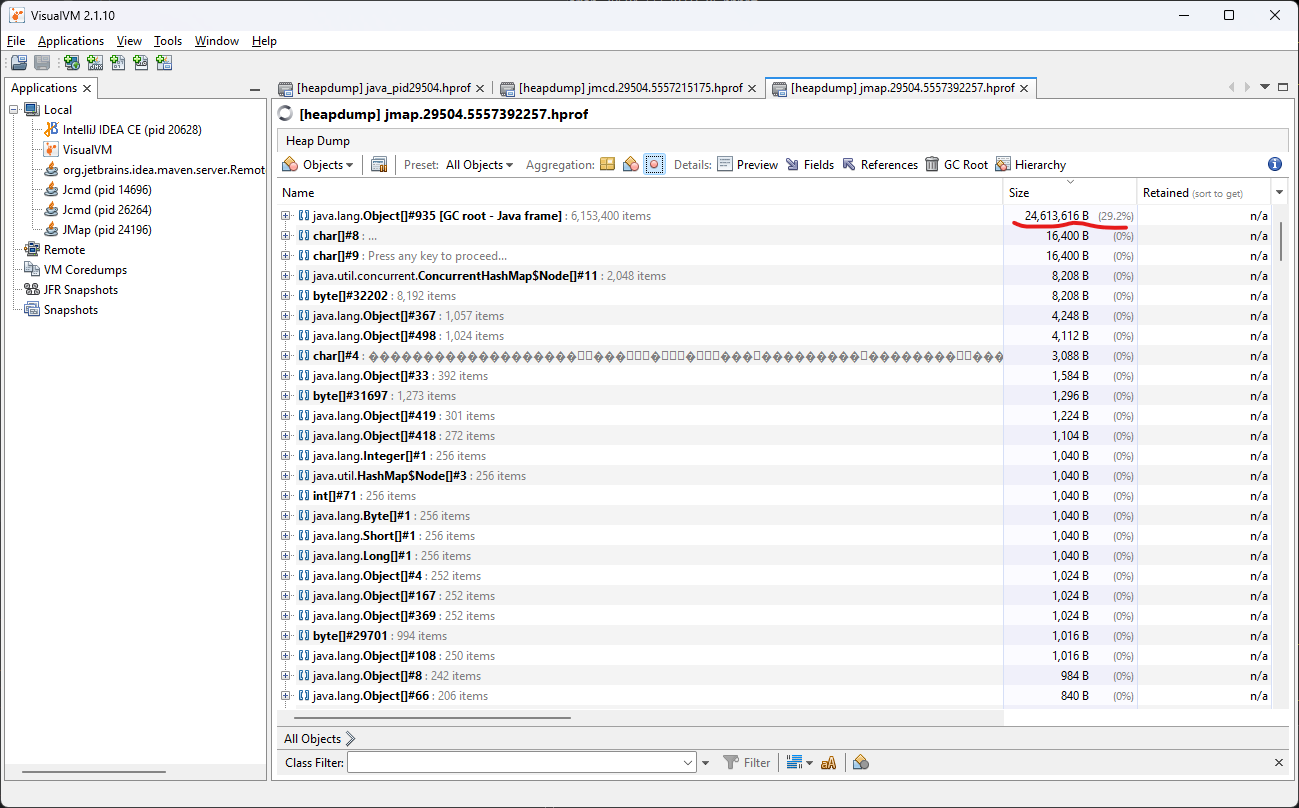 VisualVM 2.1.10
File Applications View Tools Window Help
Applications
[heapdump] java_pid29504.hprof
[heapdump] jmcd.29504.5557215175.hprof
[heapdump] jmap.29504.5557392257.hprof
Local
IntelliJ IDEA CE (pid 20628)
VisualVM
org.jetbrains.idea.maven.server.Remot
Jcmd (pid 14696)
Jcmd (pid 26264)
JMap (pid 24196)
Remote
VM Coredumps
JFR Snapshots
Snapshots
[heapdump] jmap.29504.5557392257.hprof
Heap Dump
Objects Preset: All Objects Aggregation: Details: Preview Fields References GC Root Hierarchy
Name Size Retained (sort to get)
java.lang.Object[]#935 [GC root - Java frame] : 6,153,400 items 24,613,616 B (29.2%) n/a
char[]#8 : ... 16,400 B (0%) n/a
char[]#9 : Press any key to proceed... 16,400 B (0%) n/a
java.util.concurrent.ConcurrentHashMap$Node[]#11 : 2,048 items 8,208 B (0%) n/a
byte[]#32202 : 8,192 items 8,208 B (0%) n/a
java.lang.Object[]#367 : 1,057 items 4,248 B (0%) n/a
java.lang.Object[]#498 : 1,024 items 4,112 B (0%) n/a
char[]#4 : 3,088 B (0%) n/a
java.lang.Object[]#33 : 392 items 1,584 B (0%) n/a
byte[]#31697 : 1,273 items 1,296 B (0%) n/a
java.lang.Object[]#419 : 301 items 1,224 B (0%) n/a
java.lang.Object[]#418 : 272 items 1,104 B (0%) n/a
java.lang.Integer[]#1 : 256 items 1,040 B (0%) n/a
java.util.HashMap$Node[]#3 : 256 items 1,040 B (0%) n/a
int[]#71 : 256 items 1,040 B (0%) n/a
java.lang.Byte[]#1 : 256 items 1,040 B (0%) n/a
java.lang.Short[]#1 : 256 items 1,040 B (0%) n/a
java.lang.Long[]#1 : 256 items 1,040 B (0%) n/a
java.lang.Object[]#4 : 252 items 1,024 B (0%) n/a
java.lang.Object[]#167 : 252 items 1,024 B (0%) n/a
java.lang.Object[]#369 : 252 items 1,024 B (0%) n/a
byte[]#29701 : 994 items 1,016 B (0%) n/a
java.lang.Object[]#108 : 250 items 1,016 B (0%) n/a
java.lang.Object[]#8 : 242 items 984 B (0%) n/a
java.lang.Object[]#66 : 206 items 840 B (0%) n/a
All Objects
Class Filter: Filter